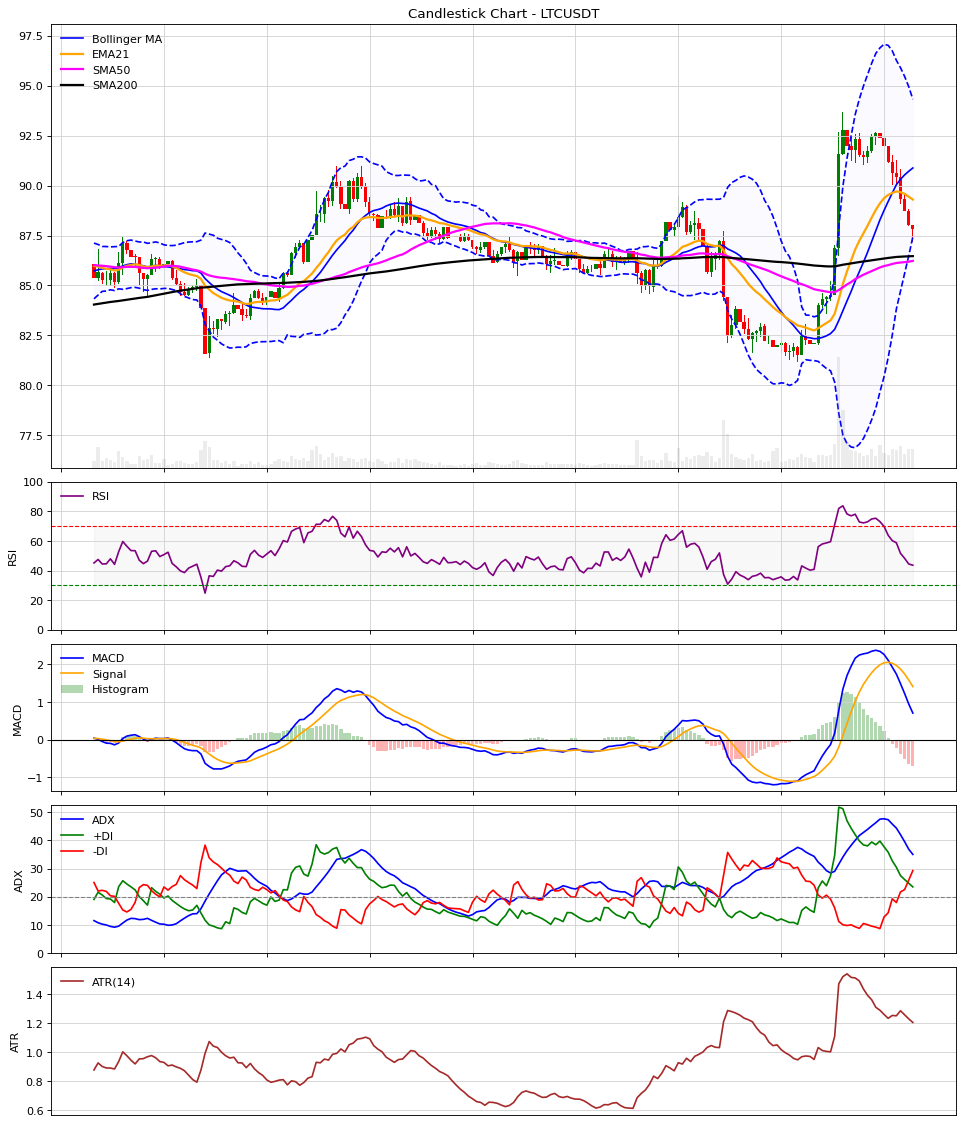 Candlestick Chart - LTCUSDT
97.5
95.0
92.5
90.0
87.5
85.0
82.5
80.0
77.5
Bollinger MA
EMA21
SMA50
SMA200
100
80
60
40
20
0
RSI
RSI
2
1
0
−1
MACD
MACD
Signal
Histogram
50
40
30
20
10
0
ADX
ADX
+DI
-DI
1.4
1.2
1.0
0.8
0.6
ATR
ATR(14)